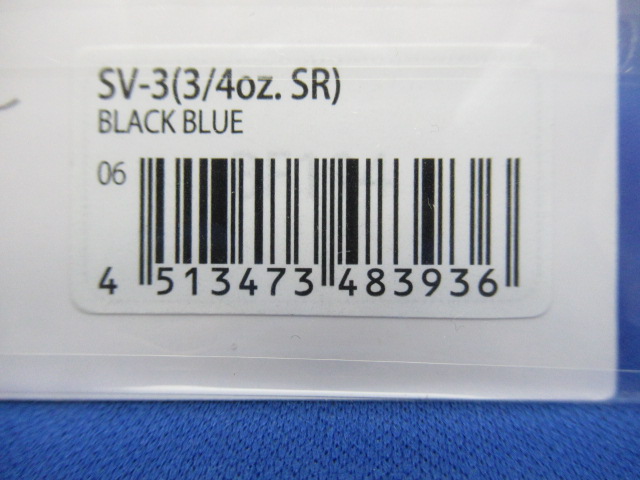 SV-3(3/4oz. SR)
BLACK BLUE
06
4 513473 483936